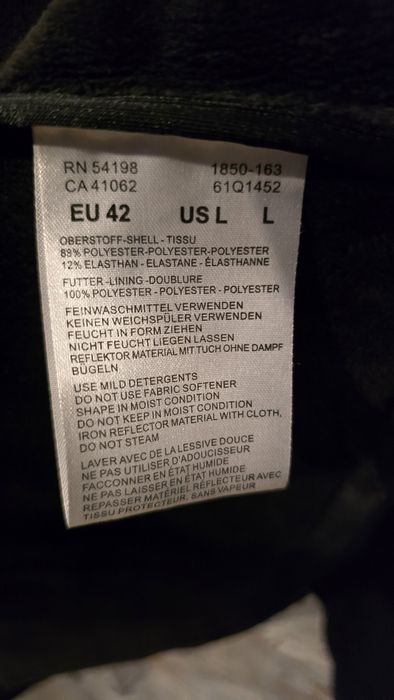 RN 54198 1850-163
CA 41062 61Q1452
EU 42 US L L
OBERSTOFF-SHELL - TISSU
88% POLYESTER-POLYESTER-POLYESTER
12% ELASTHAN - ELASTANE - ÉLASTHANNE
FUTTER -LINING -DOUBLURE
100% POLYESTER - POLYESTER - POLYESTER
FEINWASCHMITTEL VERWENDEN
KEINEN WEICHSPÜLER VERWENDEN
FEUCHT IN FORM ZIEHEN
NICHT FEUCHT LIEGEN LASSEN
REFLEKTOR MATERIAL MIT TUCH OHNE DAMPF
BÜGELN
USE MILD DETERGENTS
DO NOT USE FABRIC SOFTENER
SHAPE IN MOIST CONDITION
DO NOT KEEP IN MOIST CONDITION
IRON REFLECTOR MATERIAL WITH CLOTH,
DO NOT STEAM
LAVER AVEC DE LA LESSIVE DOUCE
NE PAS UTILISER D'ADOUCISSEUR
FACCONNER EN ÉTAT HUMIDE
NE PAS LAISSER EN ÉTAT HUMIDE
REPASSER MATÉRIEL RÉFLECTEUR AVEC
TISSU PROTECTEUR, SANS VAPEUR